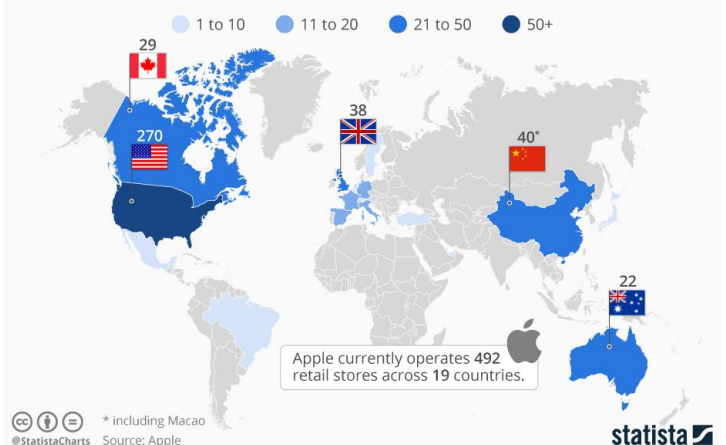 1 to 10 11 to 20 21 to 50 50+
29
270
38
40*
22
Apple currently operates 492
retail stores across 19 countries.
* including Macao
@StatistaCharts Source: Apple
statista